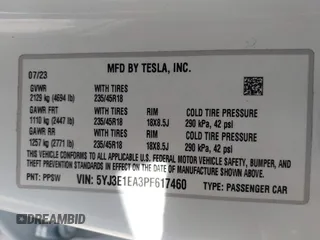 MFD BY TESLA, INC.
07/23
GVWR WITH TIRES
2129 kg (4694 lb) 235/45R18
GAWR FRT WITH TIRES RIM COLD TIRE PRESSURE
1110 kg (2447 lb) 235/45R18 18X8.5J 290 kPa, 42 psi
GAWR RR WITH TIRES RIM COLD TIRE PRESSURE
1257 kg (2771 lb) 235/45R18 18X8.5J 290 kPa, 42 psi
THIS VEHICLE CONFORMS TO ALL APPLICABLE U.S. FEDERAL MOTOR VEHICLE
SAFETY, BUMPER AND THEFT PREVENTION STANDARDS IN EFFECT ON THE DATE OF
PNT: PPSW VIN: 5YJ3E1EA3PF617460 TYPE: PASSENGER CAR
DREAMBID